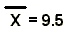 x̅ = 9.5